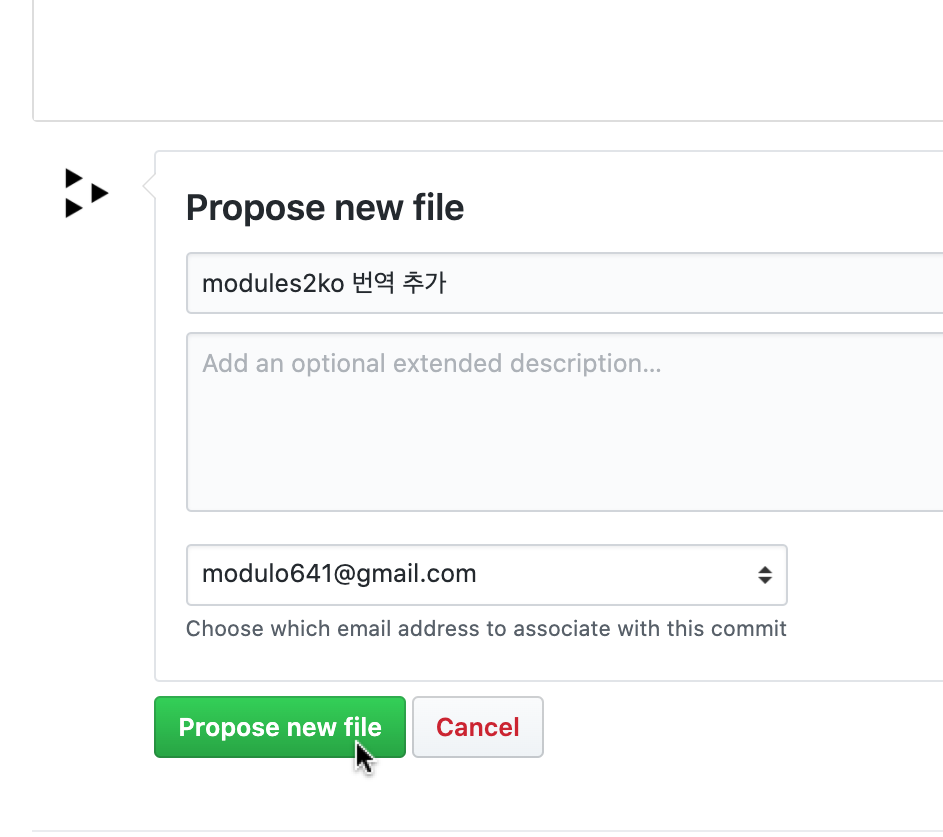 Propose new file
modules2ko 번역 추가
Add an optional extended description...
modulo641@gmail.com
Choose which email address to associate with this commit
Propose new file
Cancel